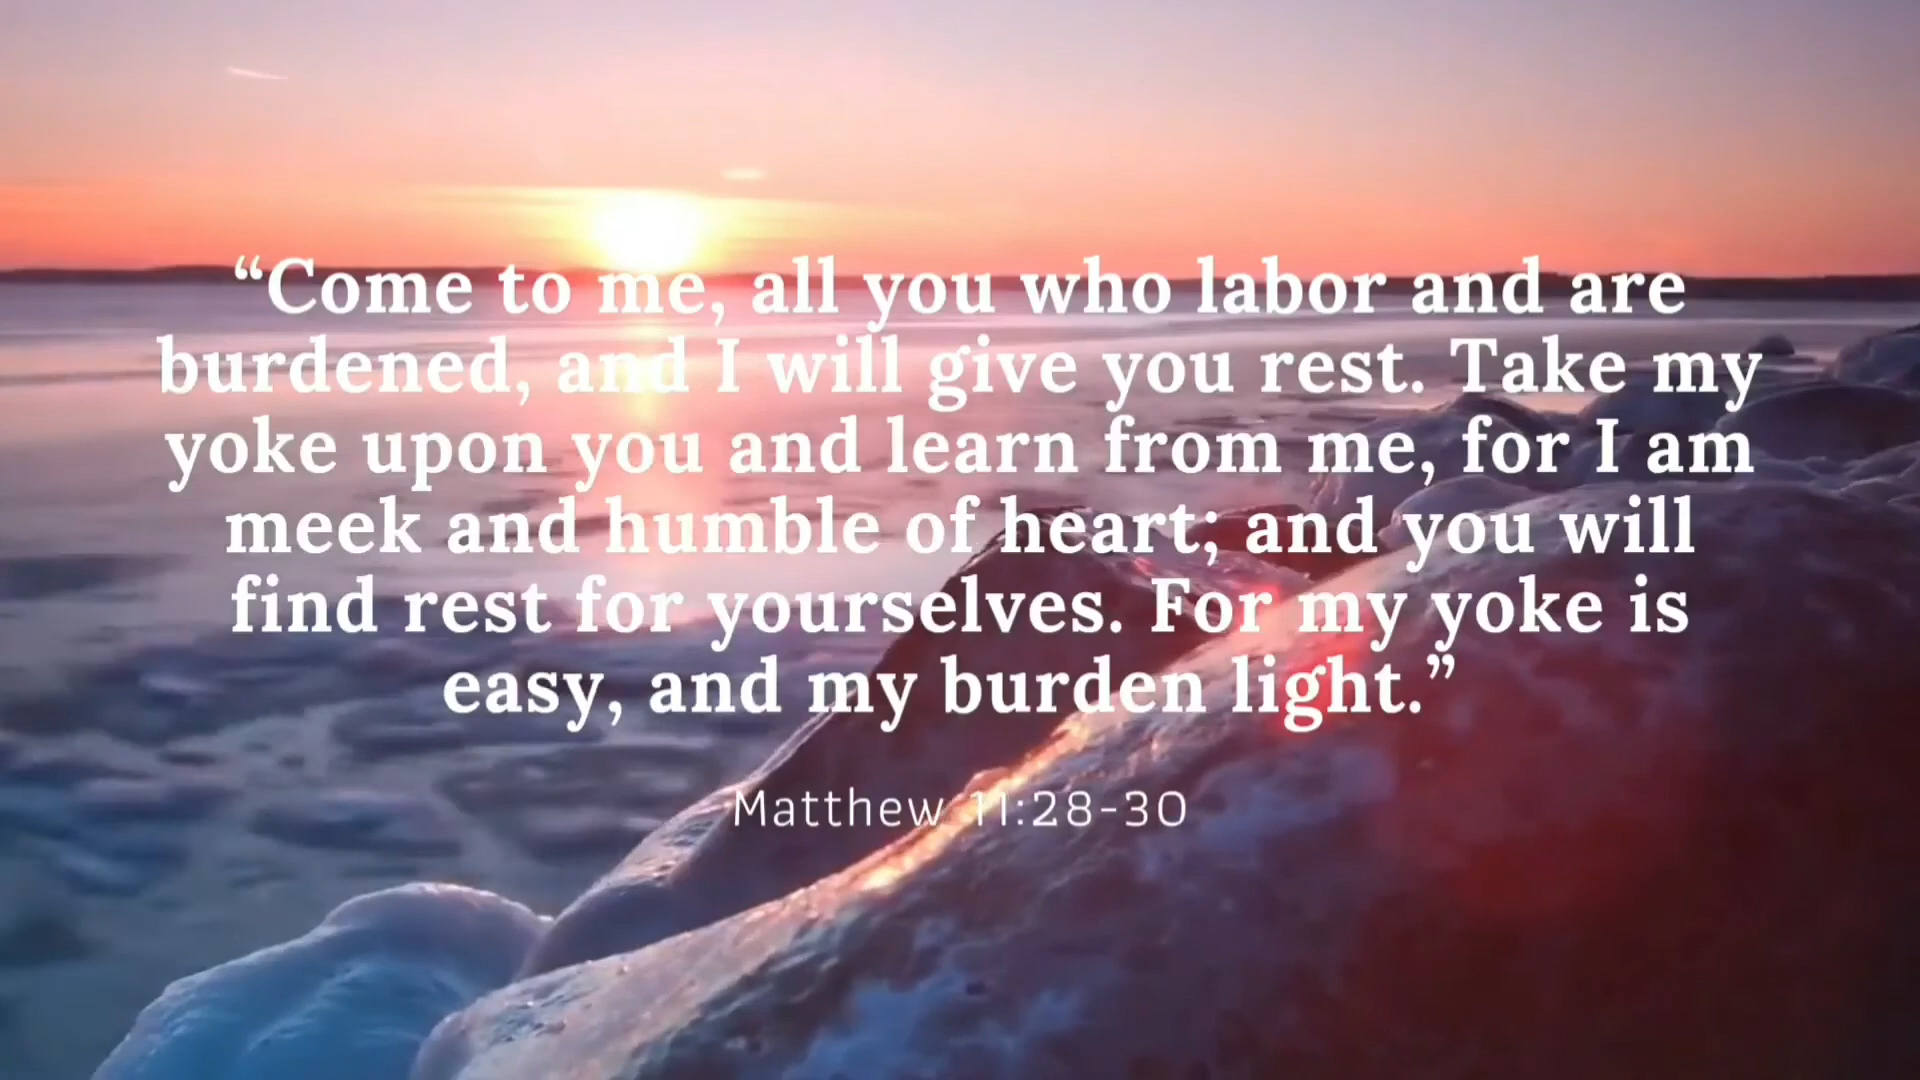 “Come to me, all you who labor and are
burdened, and I will give you rest. Take my
yoke upon you and learn from me, for I am
meek and humble of heart; and you will
find rest for yourselves. For my yoke is
easy, and my burden light.”
Matthew 11:28-30